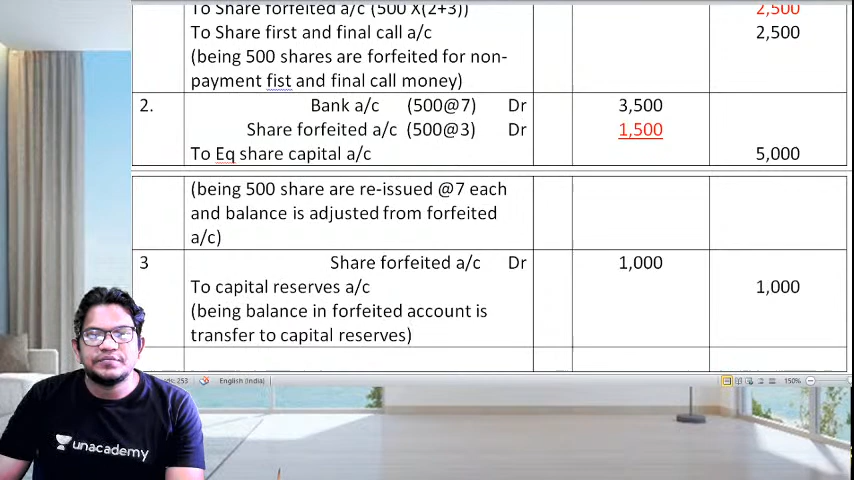 To Share forfeited a/c (500 X(2+3))
2,500
To Share first and final call a/c
2,500
(being 500 shares are forfeited for non-
payment fist and final call money)
2.
Bank a/c (500@7) Dr
3,500
Share forfeited a/c (500@3) Dr
1,500
To Eq share capital a/c
5,000
(being 500 share are re-issued @7 each
and balance is adjusted from forfeited
a/c)
3
Share forfeited a/c Dr
1,000
To capital reserves a/c
1,000
(being balance in forfeited account is
transfer to capital reserves)
253
English (India)
150%
unacademy